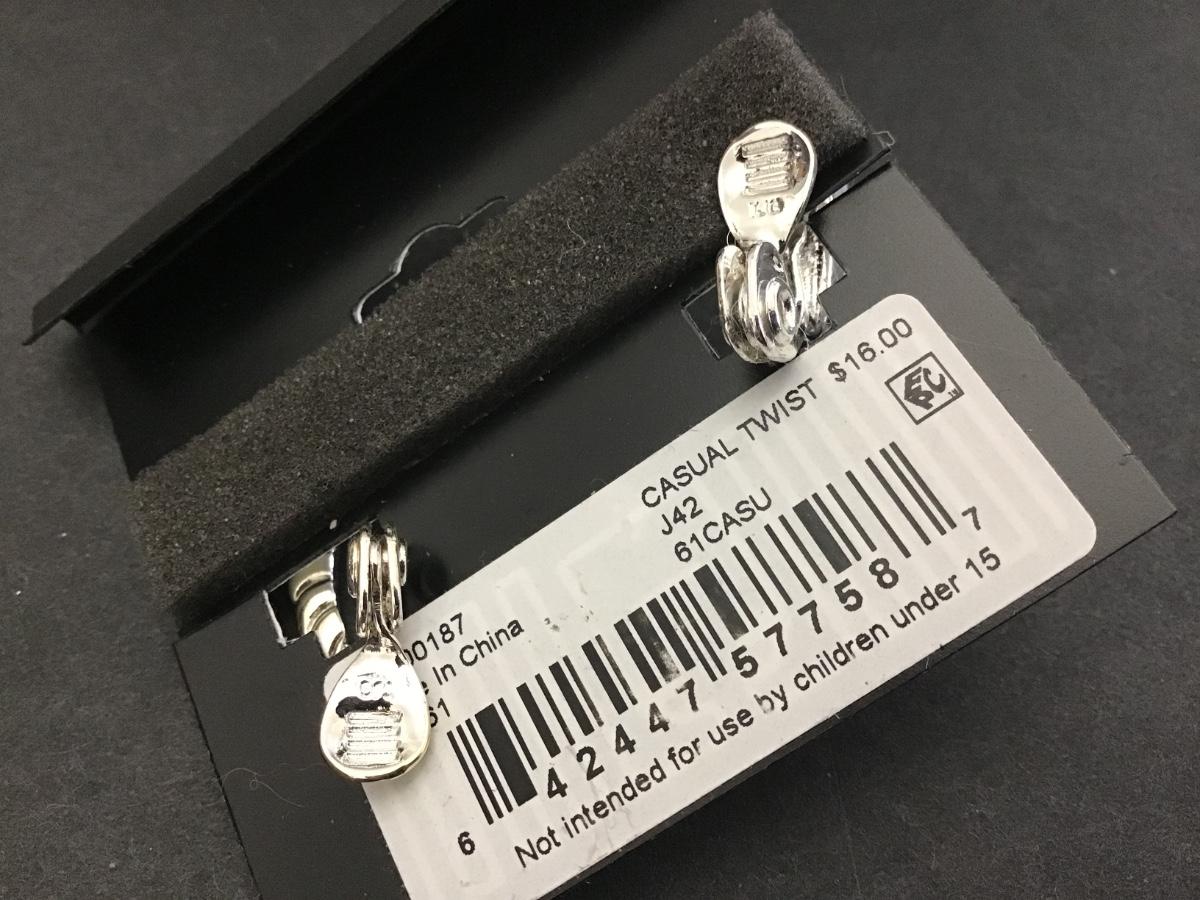 CASUAL TWIST $16.00
J42
61CASU
00187
In China
6 42447 57758 7
Not intended for use by children under 15